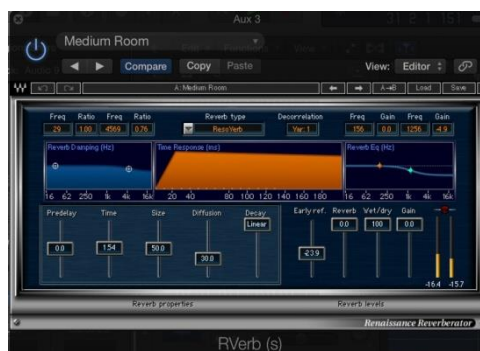 Aux 3
Medium Room
Compare Copy Paste View: Editor
A: Medium Room A→B Load Save
Freq Ratio Freq Ratio Reverb type Decorrelation Freq Gain Freq Gain
29 1.00 4569 0.76 ResoVerb Var: 1 156 0.0 1256 -4.9
Reverb Damping (Hz) Time Response (ms) Reverb Eq (Hz)
16 62 250 1k 4k 16k 20 40 80 100 120 140 160 180 16 62 250 1k 4k 16k
Predelay Time Size Diffusion Decay Early ref. Reverb Wet/dry Gain
Linear 0.0 100 0.0
0.0 1.54 50.0 -23.9
30.0
-16.4 -15.7
Reverb properties Reverb levels
Renaissance Reverberator
RVerb (s)